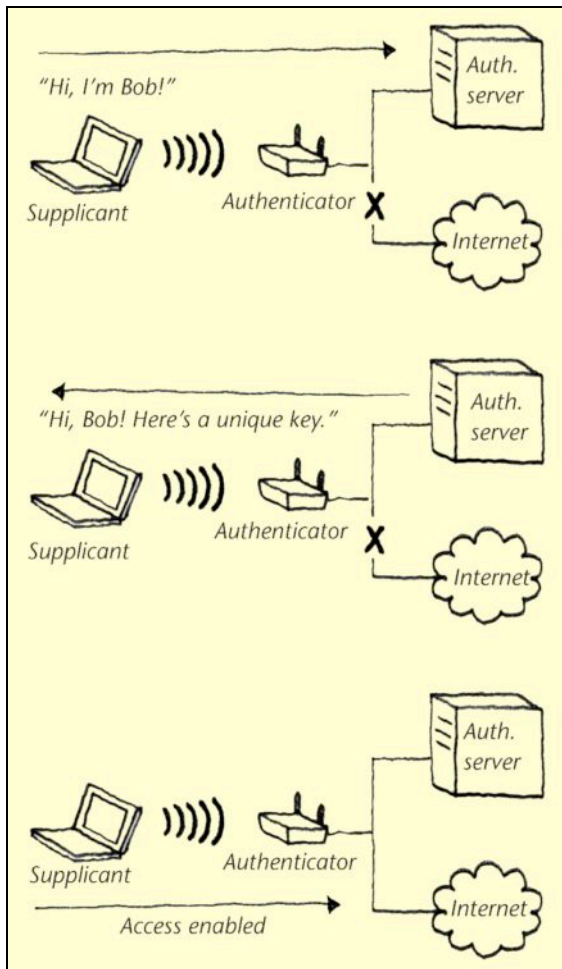 "Hi, I'm Bob!"
Auth.
server
Supplicant
Authenticator
X
Internet
"Hi, Bob! Here's a unique key."
Auth.
server
Supplicant
Authenticator
X
Internet
Auth.
server
Supplicant
Authenticator
Internet
Access enabled